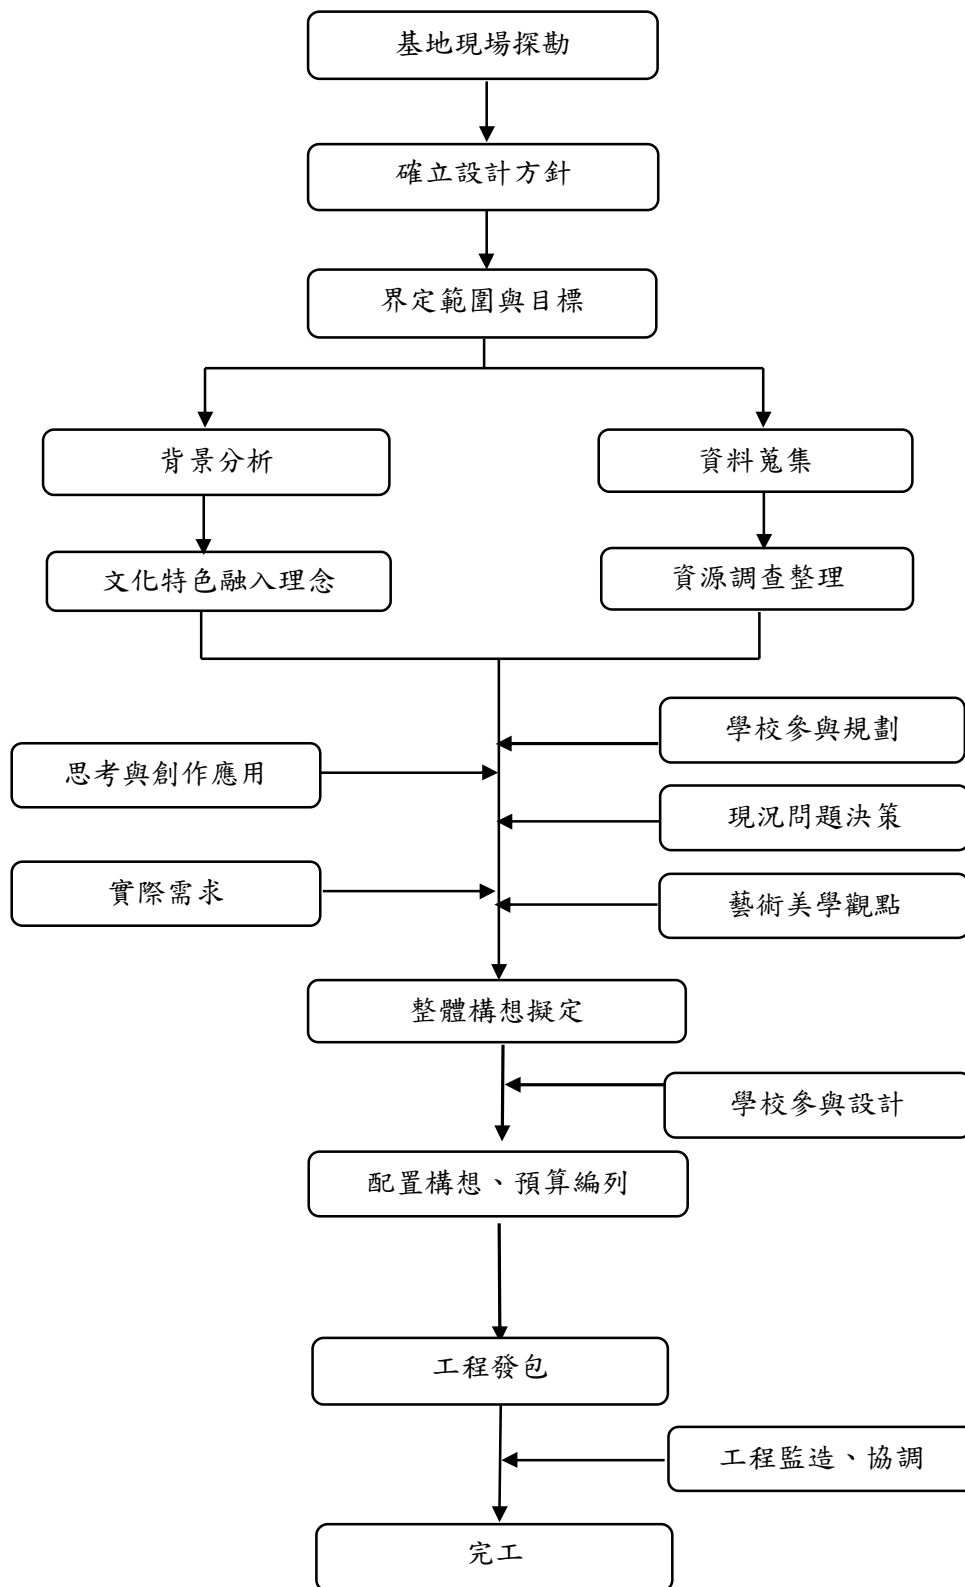 基地現場探勘
確立設計方針
界定範圍與目標
背景分析
資料蒐集
文化特色融入理念
資源調查整理
學校參與規劃
思考與創作應用
現況問題決策
實際需求
藝術美學觀點
整體構想擬定
學校參與設計
配置構想、預算編列
工程發包
工程監造、協調
完工